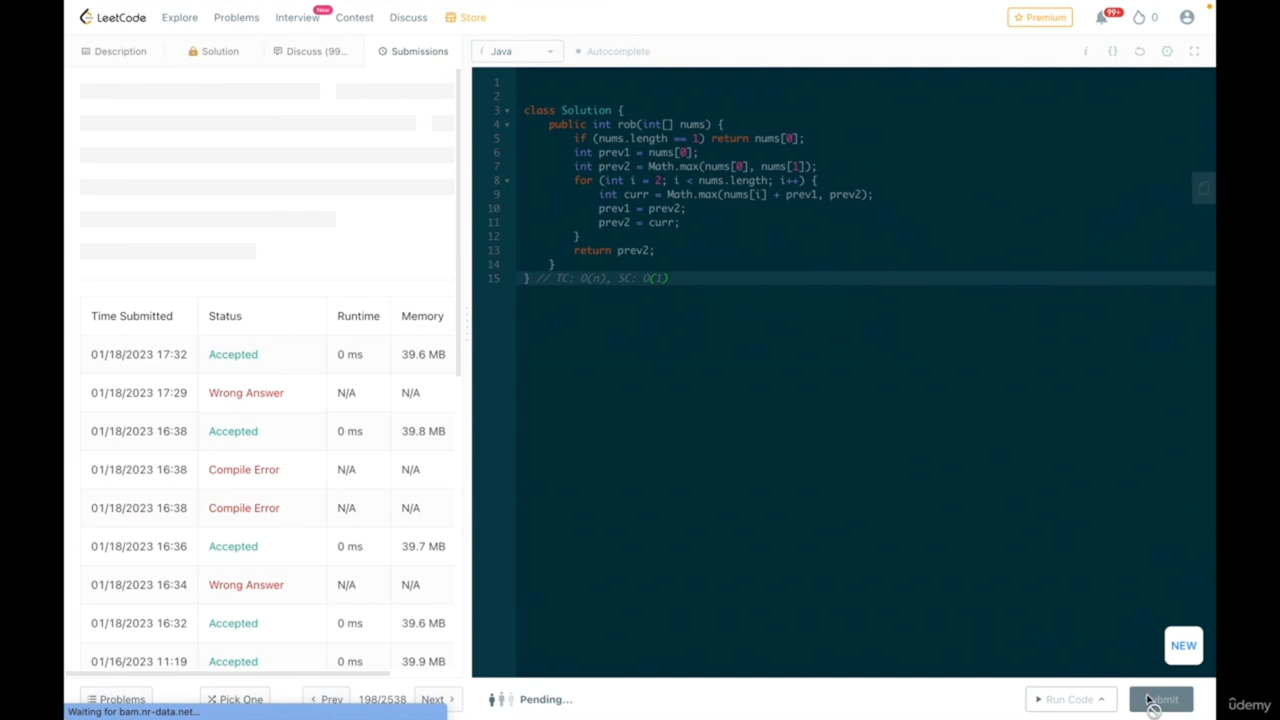 LeetCode Explore Problems Interview New Contest Discuss Store Premium 99+ 0
Description Solution Discuss (99... Submissions i Java Autocomplete i {}
1
2
3 class Solution {
4 public int rob(int[] nums) {
5 if (nums.length == 1) return nums[0];
6 int prev1 = nums[0];
7 int prev2 = Math.max(nums[0], nums[1]);
8 for (int i = 2; i < nums.length; i++) {
9 int curr = Math.max(nums[i] + prev1, prev2);
10 prev1 = prev2;
11 prev2 = curr;
12 }
13 return prev2;
14 }
15 } // TC: O(n), SC: O(1)
Time Submitted Status Runtime Memory
01/18/2023 17:32 Accepted 0 ms 39.6 MB
01/18/2023 17:29 Wrong Answer N/A N/A
01/18/2023 16:38 Accepted 0 ms 39.8 MB
01/18/2023 16:38 Compile Error N/A N/A
01/18/2023 16:38 Compile Error N/A N/A
01/18/2023 16:36 Accepted 0 ms 39.7 MB
01/18/2023 16:34 Wrong Answer N/A N/A
01/18/2023 16:32 Accepted 0 ms 39.6 MB
01/16/2023 11:19 Accepted 0 ms 39.9 MB
NEW
Problems Pick One < Prev 198/2538 Next > Pending... Run Code Submit
Waiting for bam.nr-data.net...
ûdemy